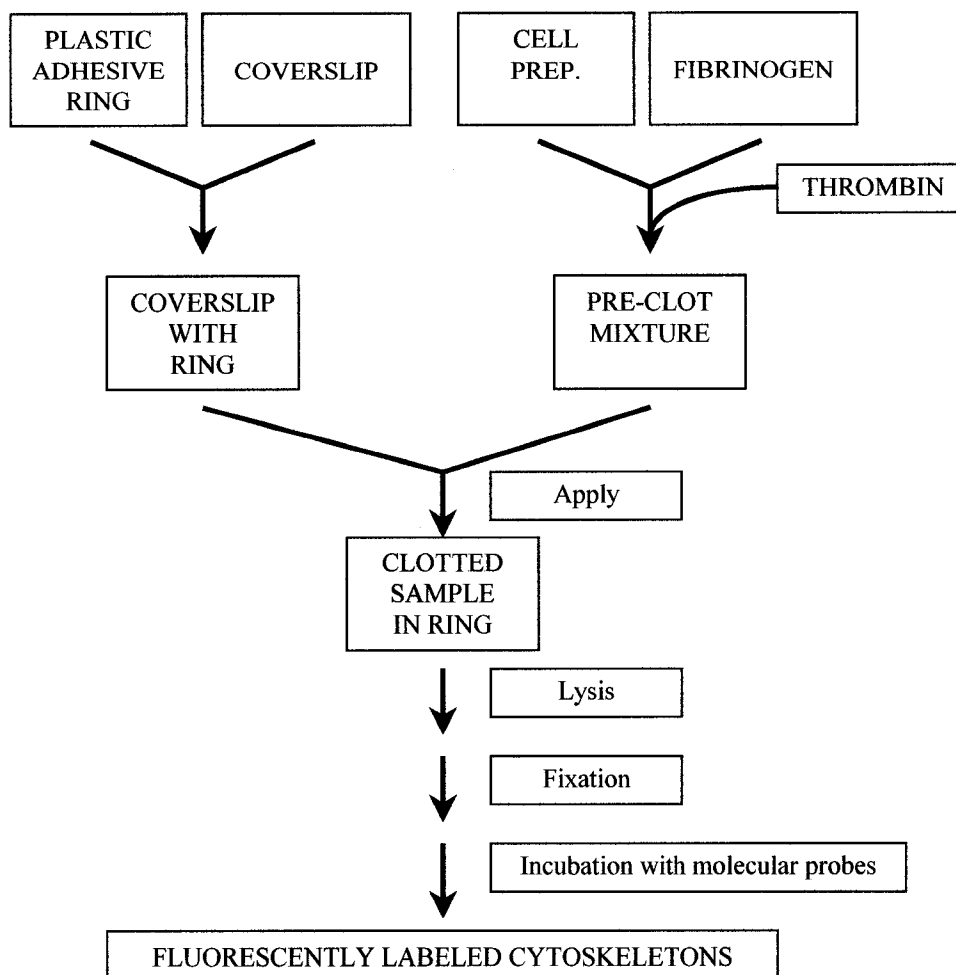 PLASTIC
ADHESIVE
RING
COVERSLIP
CELL
PREP.
FIBRINOGEN
THROMBIN
COVERSLIP
WITH
RING
PRE-CLOT
MIXTURE
Apply
CLOTTED
SAMPLE
IN RING
Lysis
Fixation
Incubation with molecular probes
FLUORESCENTLY LABELED CYTOSKELETONS